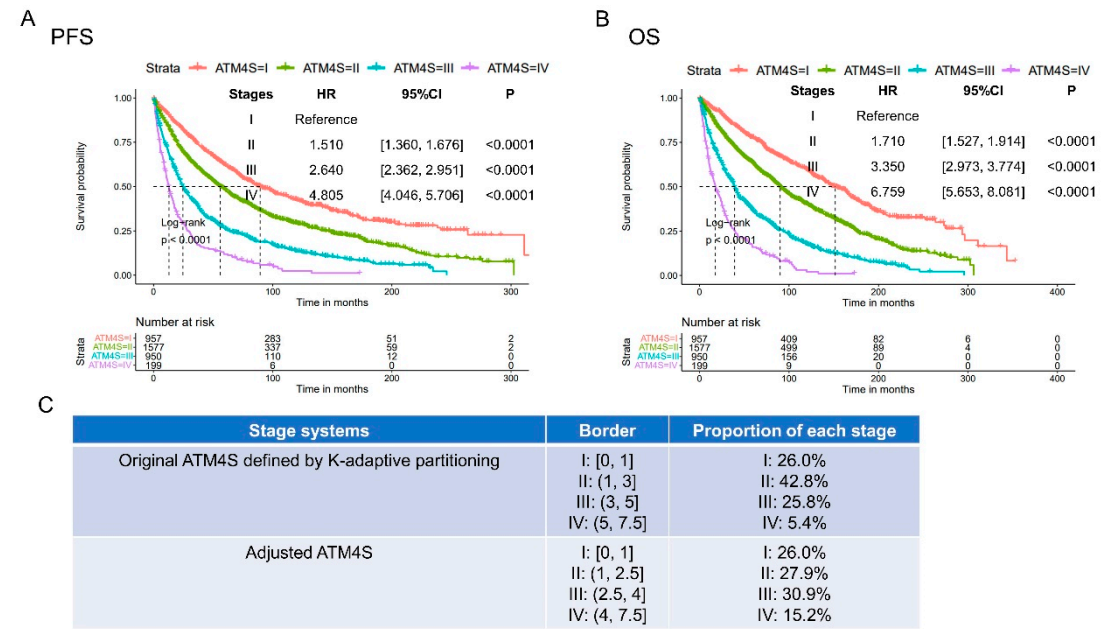 A
PFS
Strata ATM4S=I ATM4S=II ATM4S=III ATM4S=IV
Stages HR 95%CI P
I Reference
II 1.510 [1.360, 1.676] <0.0001
III 2.640 [2.362, 2.951] <0.0001
IV 4.805 [4.046, 5.706] <0.0001
Survival probability
1.00
0.75
0.50
0.25
0.00
Log-rank
p < 0.0001
0 100 200 300
Time in months
Number at risk
Strata
ATM4S=I 957 283 51 2
ATM4S=II 1577 337 59 2
ATM4S=III 950 110 12 0
ATM4S=IV 199 6 0 0
0 100 200 300
Time in months
B
OS
Strata ATM4S=I ATM4S=II ATM4S=III ATM4S=IV
Stages HR 95%CI P
I Reference
II 1.710 [1.527, 1.914] <0.0001
III 3.350 [2.973, 3.774] <0.0001
IV 6.759 [5.653, 8.081] <0.0001
Survival probability
1.00
0.75
0.50
0.25
0.00
Log-rank
p < 0.0001
0 100 200 300 400
Time in months
Number at risk
Strata
ATM4S=I 957 409 82 6 0
ATM4S=II 1577 499 89 4 0
ATM4S=III 950 156 20 0 0
ATM4S=IV 199 9 0 0 0
0 100 200 300 400
Time in months
C
Stage systems Border Proportion of each stage
Original ATM4S defined by K-adaptive partitioning I: [0, 1] I: 26.0%
II: (1, 3] II: 42.8%
III: (3, 5] III: 25.8%
IV: (5, 7.5] IV: 5.4%
Adjusted ATM4S I: [0, 1] I: 26.0%
II: (1, 2.5] II: 27.9%
III: (2.5, 4] III: 30.9%
IV: (4, 7.5] IV: 15.2%